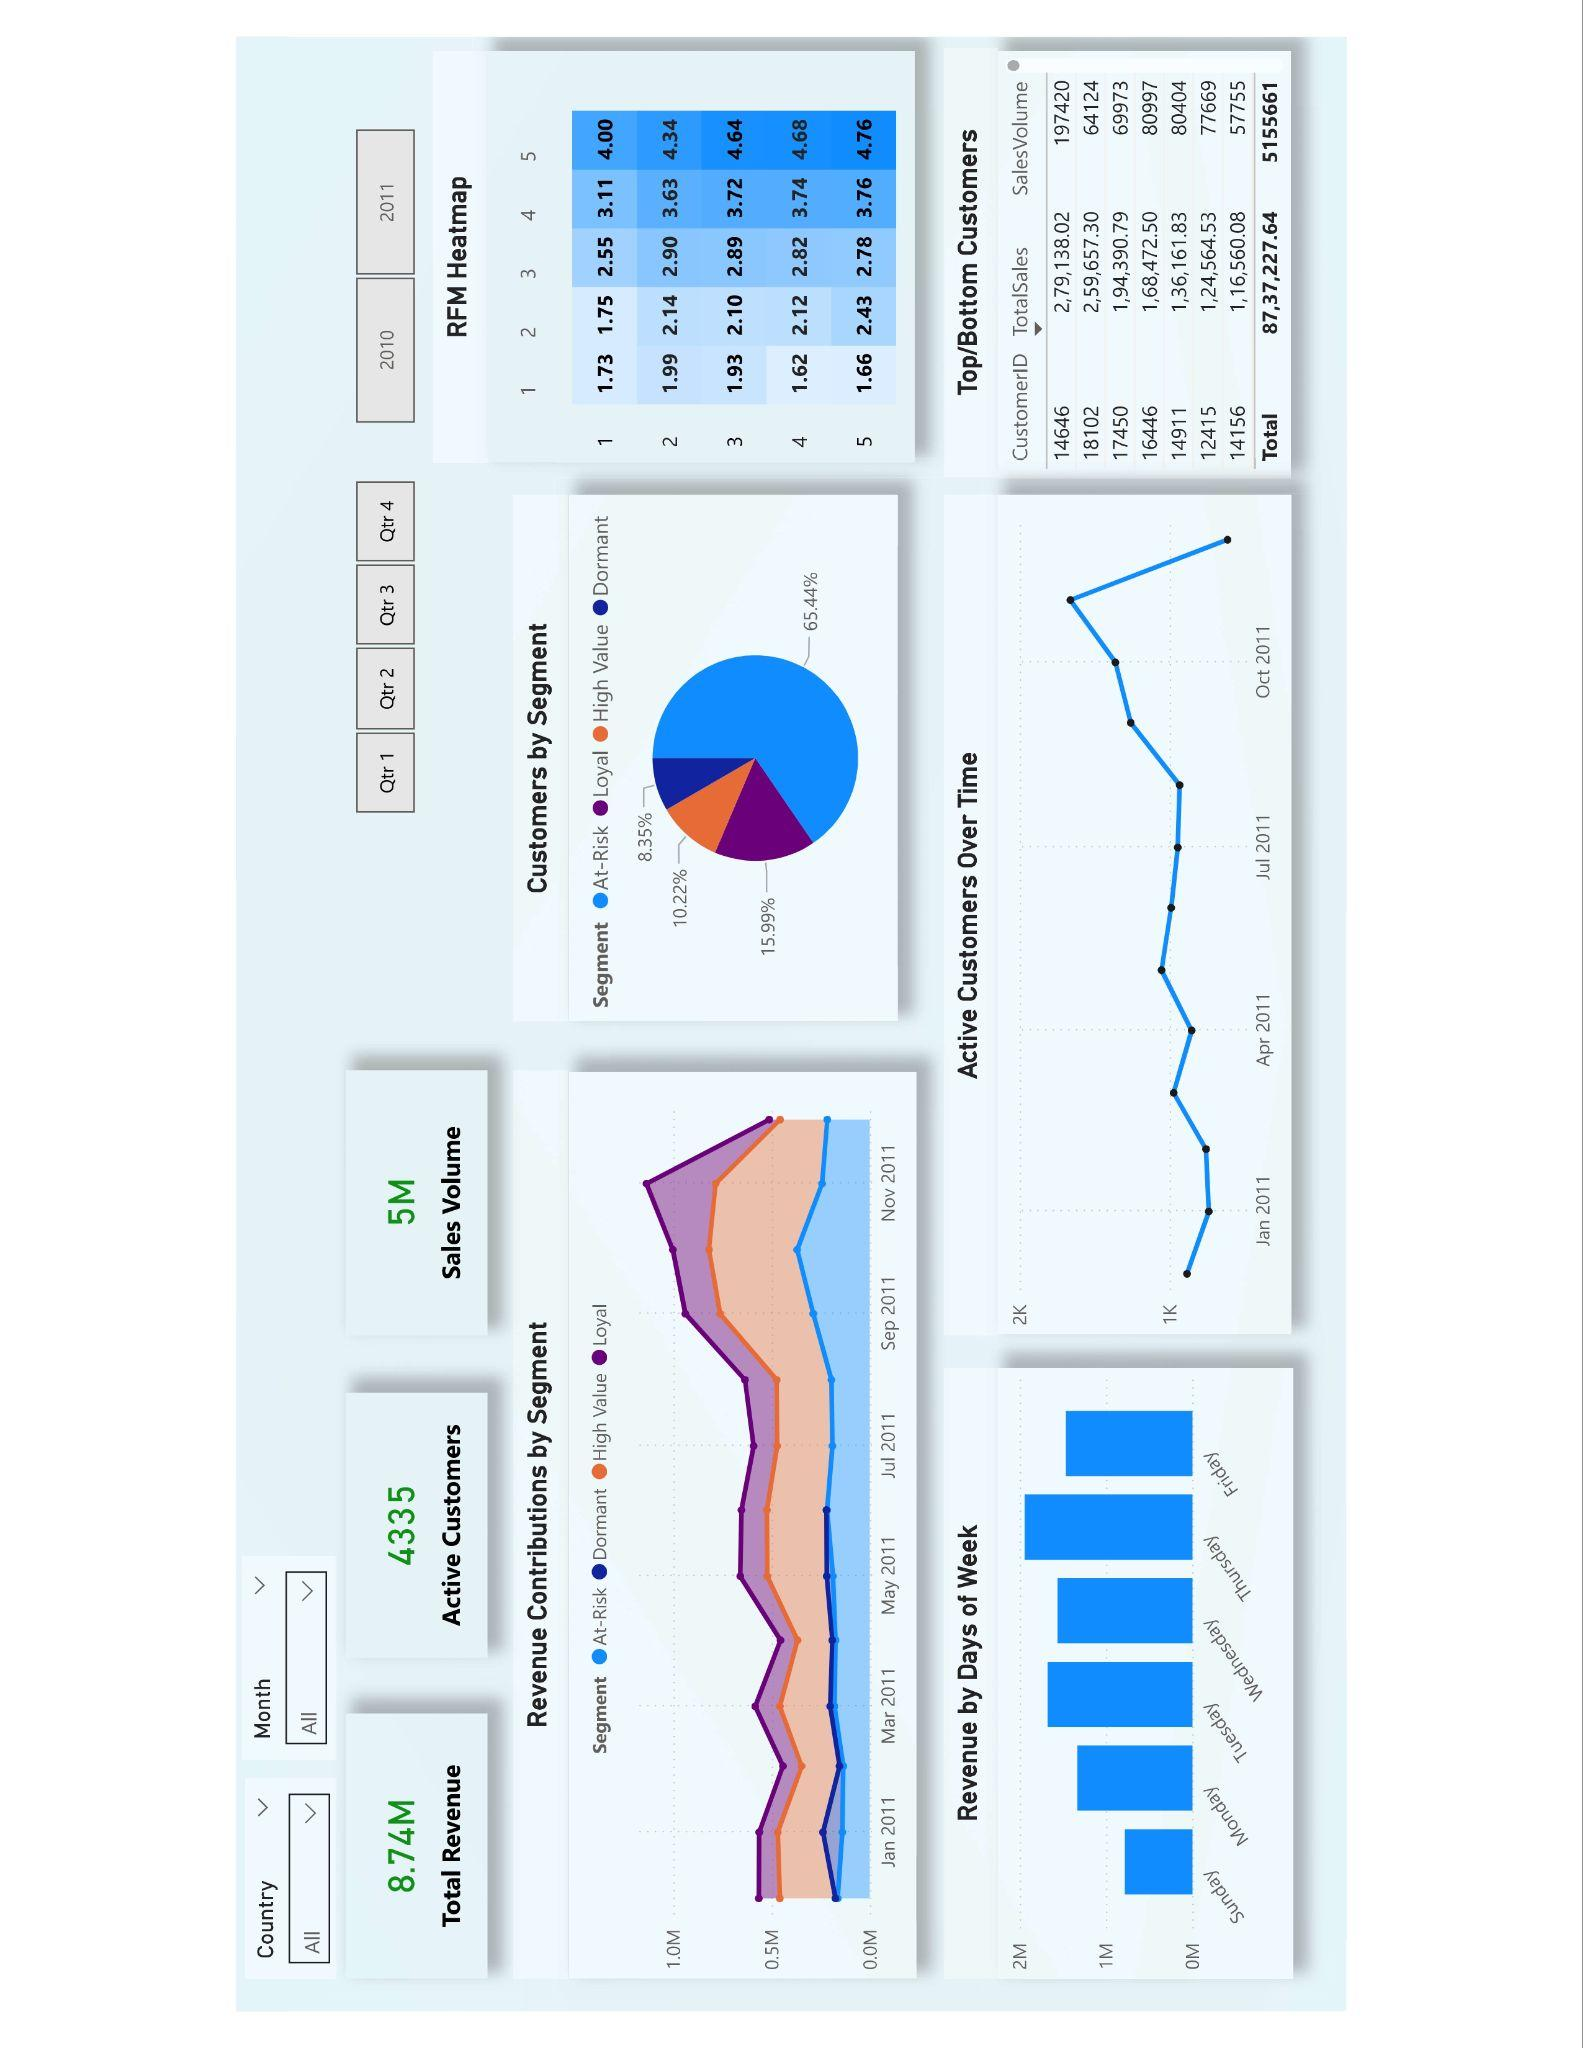 Country
All
Month
All
Qtr 1 Qtr 2 Qtr 3 Qtr 4
2010 2011
8.74M
Total Revenue
4335
Active Customers
5M
Sales Volume
Revenue Contributions by Segment
Segment At-Risk Dormant High Value Loyal
1.0M
0.5M
0.0M
Jan 2011 Mar 2011 May 2011 Jul 2011 Sep 2011 Nov 2011
Customers by Segment
Segment At-Risk Loyal High Value Dormant
8.35%
10.22%
15.99%
65.44%
RFM Heatmap
1 2 3 4 5
1 1.73 1.75 2.55 3.11 4.00
2 1.99 2.14 2.90 3.63 4.34
3 1.93 2.10 2.89 3.72 4.64
4 1.62 2.12 2.82 3.74 4.68
5 1.66 2.43 2.78 3.76 4.76
Revenue by Days of Week
2M
1M
0M
Sunday Monday Tuesday Wednesday Thursday Friday
Active Customers Over Time
2K
1K
Jan 2011 Apr 2011 Jul 2011 Oct 2011
Top/Bottom Customers
CustomerID TotalSales SalesVolume
14646 2,79,138.02 197420
18102 2,59,657.30 64124
17450 1,94,390.79 69973
16446 1,68,472.50 80997
14911 1,36,161.83 80404
12415 1,24,564.53 77669
14156 1,16,560.08 57755
Total 87,37,227.64 5155661